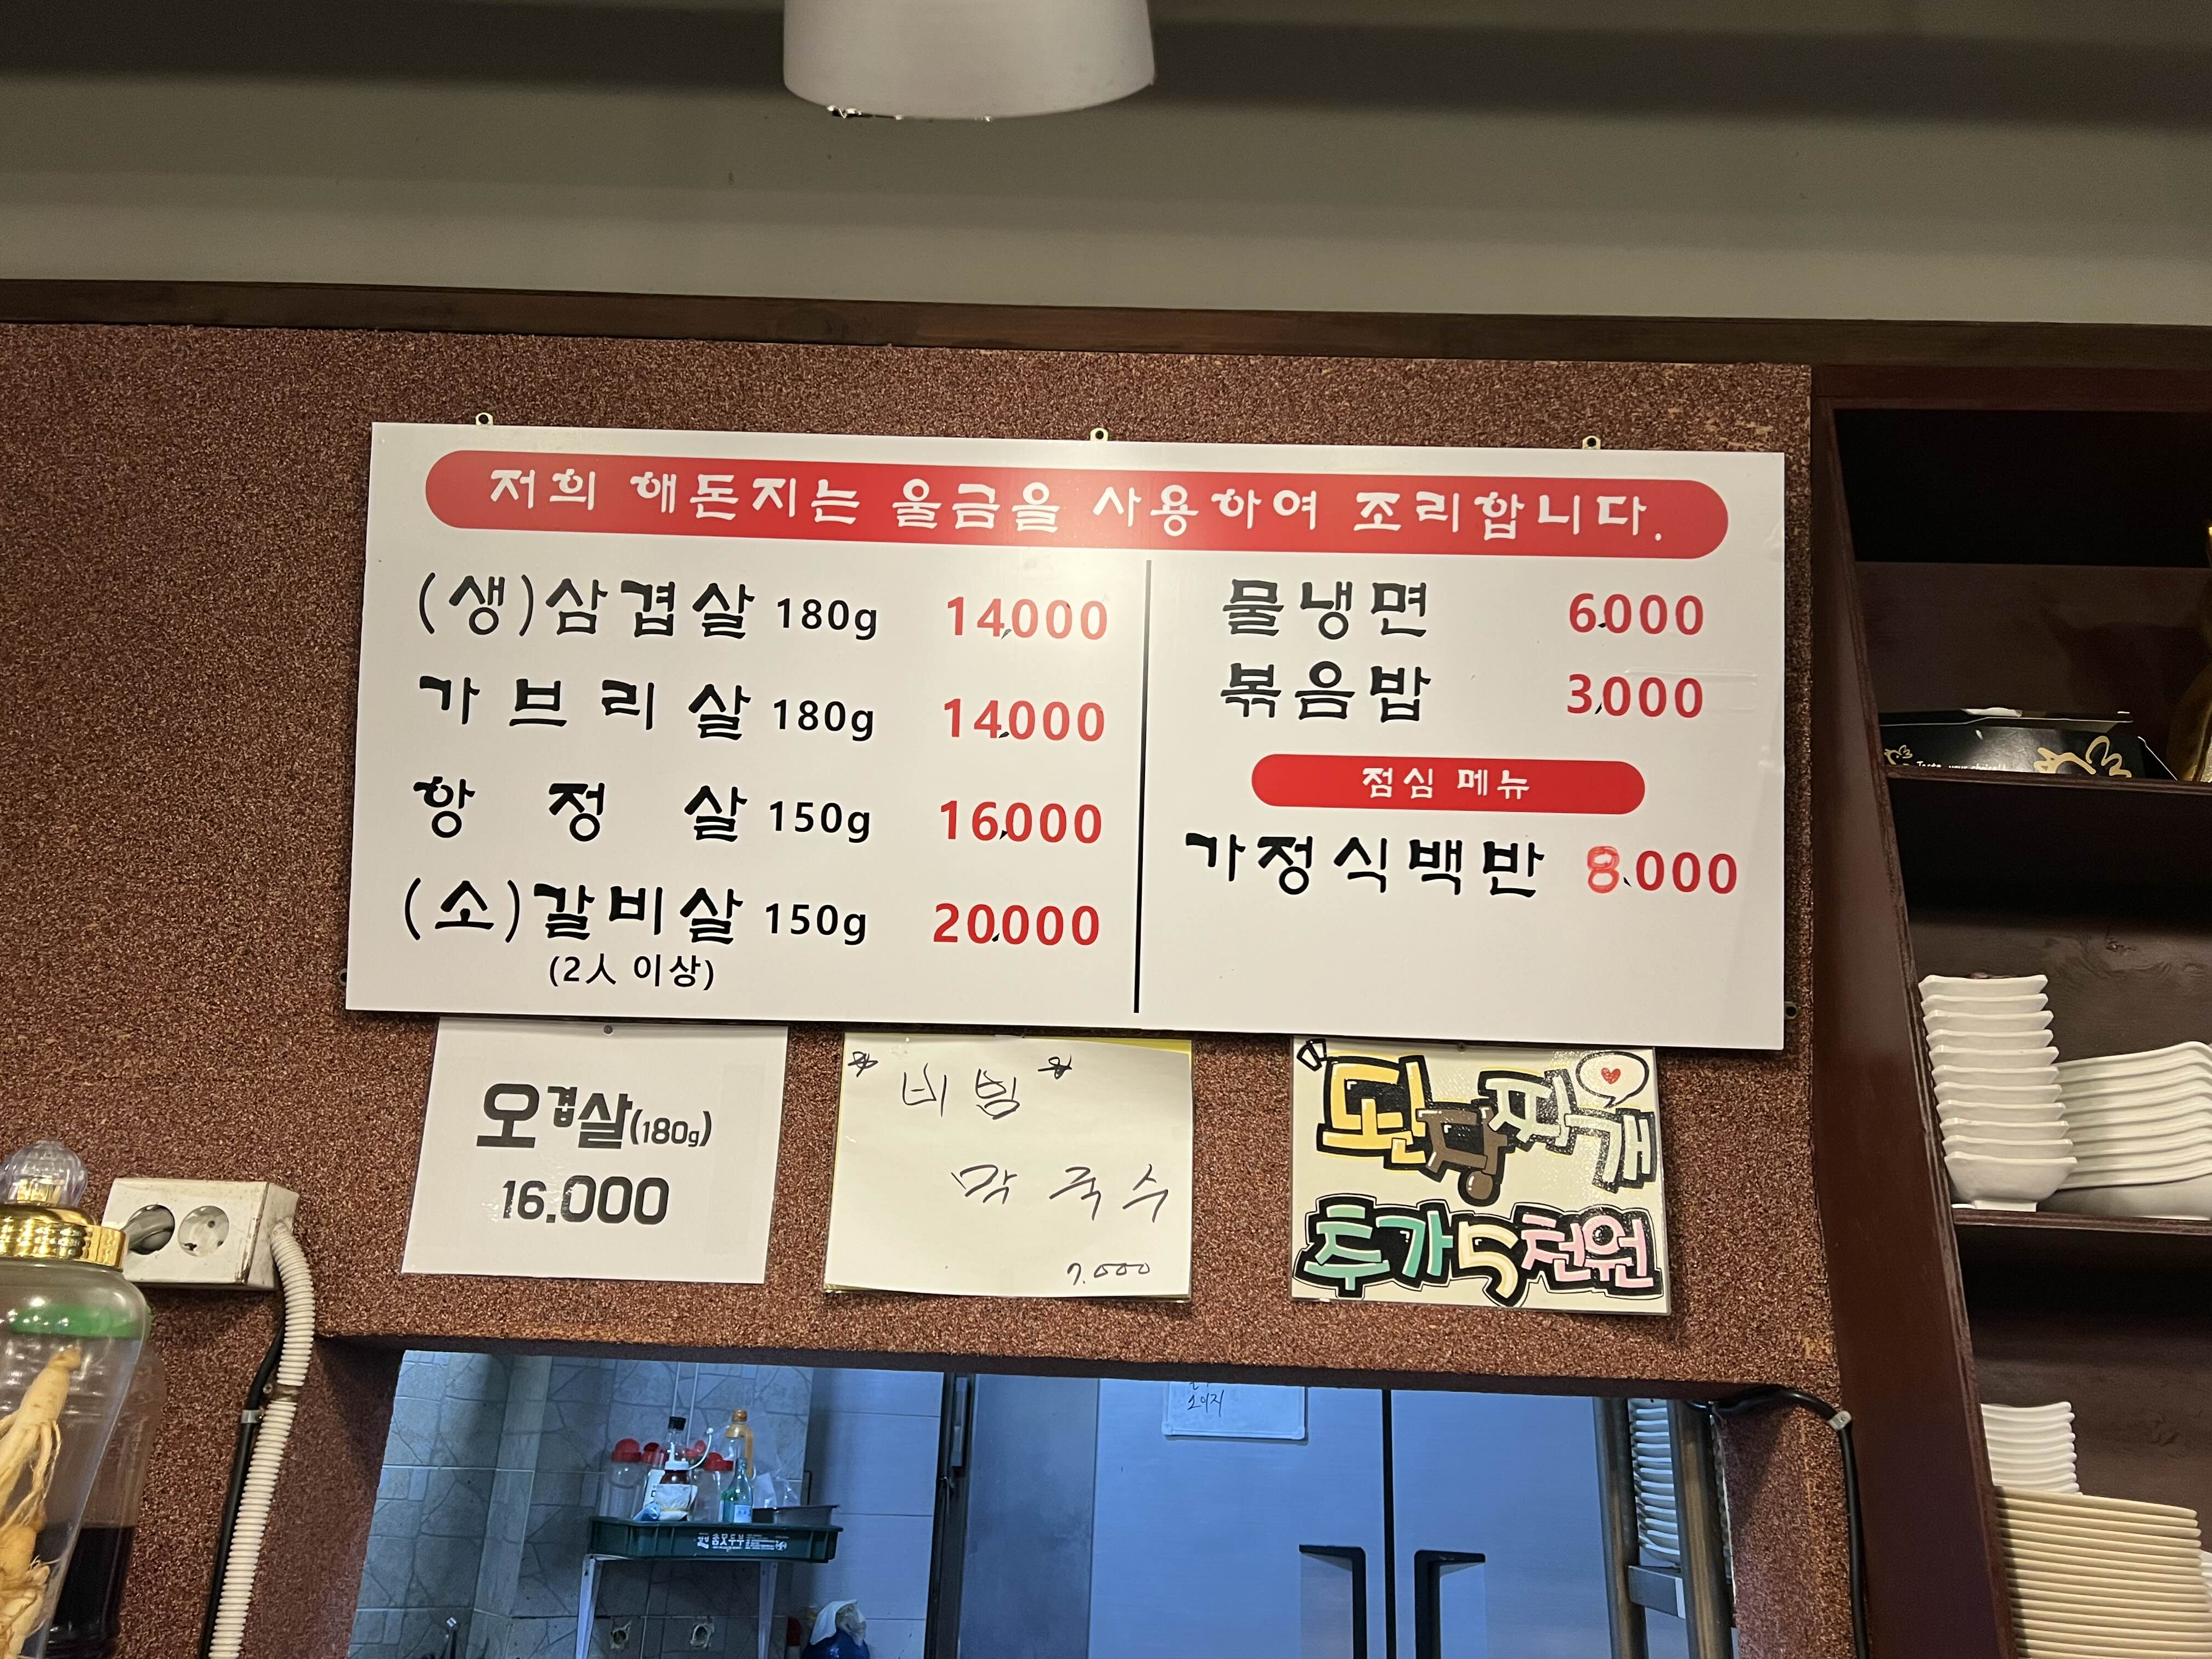 저희 애돈지는 울금을 사용하여 조리합니다.
(생)삼겹살 180g 14,000
가브리살 180g 14,000
항정살 150g 16,000
(소)갈비살 150g 20,000
(2人 이상)
물냉면 6,000
볶음밥 3,000
점심 메뉴
가정식백반 8,000
오겹살(180g)
16,000
비빔
막국수
7,000
된장찌개
추가 5천원